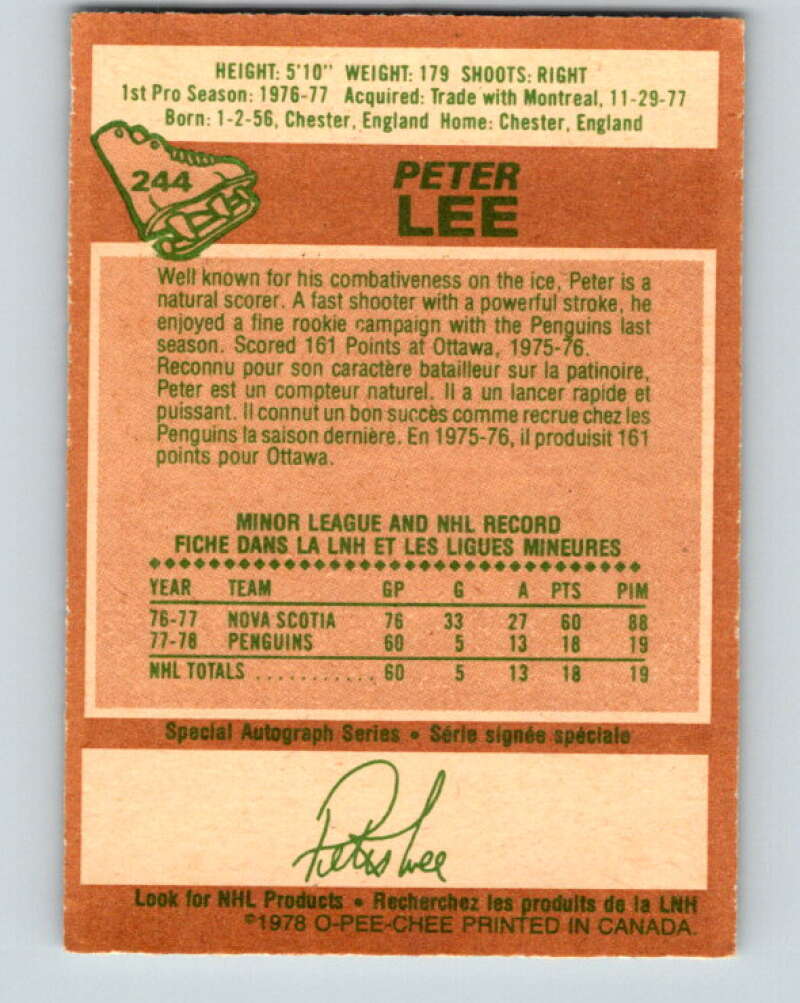 HEIGHT: 5'10" WEIGHT: 179 SHOOTS: RIGHT
1st Pro Season: 1976-77 Acquired: Trade with Montreal, 11-29-77
Born: 1-2-56, Chester, England Home: Chester, England
244
PETER
LEE
Well known for his combativeness on the ice, Peter is a
natural scorer. A fast shooter with a powerful stroke, he
enjoyed a fine rookie campaign with the Penguins last
season. Scored 161 Points at Ottawa, 1975-76.
Reconnu pour son caractère batailleur sur la patinoire,
Peter est un compteur naturel. Il a un lancer rapide et
puissant. Il connut un bon succès comme recrue chez les
Penguins la saison dernière. En 1975-76, il produisit 161
points pour Ottawa.
MINOR LEAGUE AND NHL RECORD
FICHE DANS LA LNH ET LES LIGUES MINEURES
YEAR TEAM GP G A PTS PIM
76-77 NOVA SCOTIA 76 33 27 60 88
77-78 PENGUINS 60 5 13 18 19
NHL TOTALS ............ 60 5 13 18 19
Special Autograph Series • Série signée spéciale
Peter Lee
Look for NHL Products • Recherchez les produits de la LNH
©1978 O-PEE-CHEE PRINTED IN CANADA.